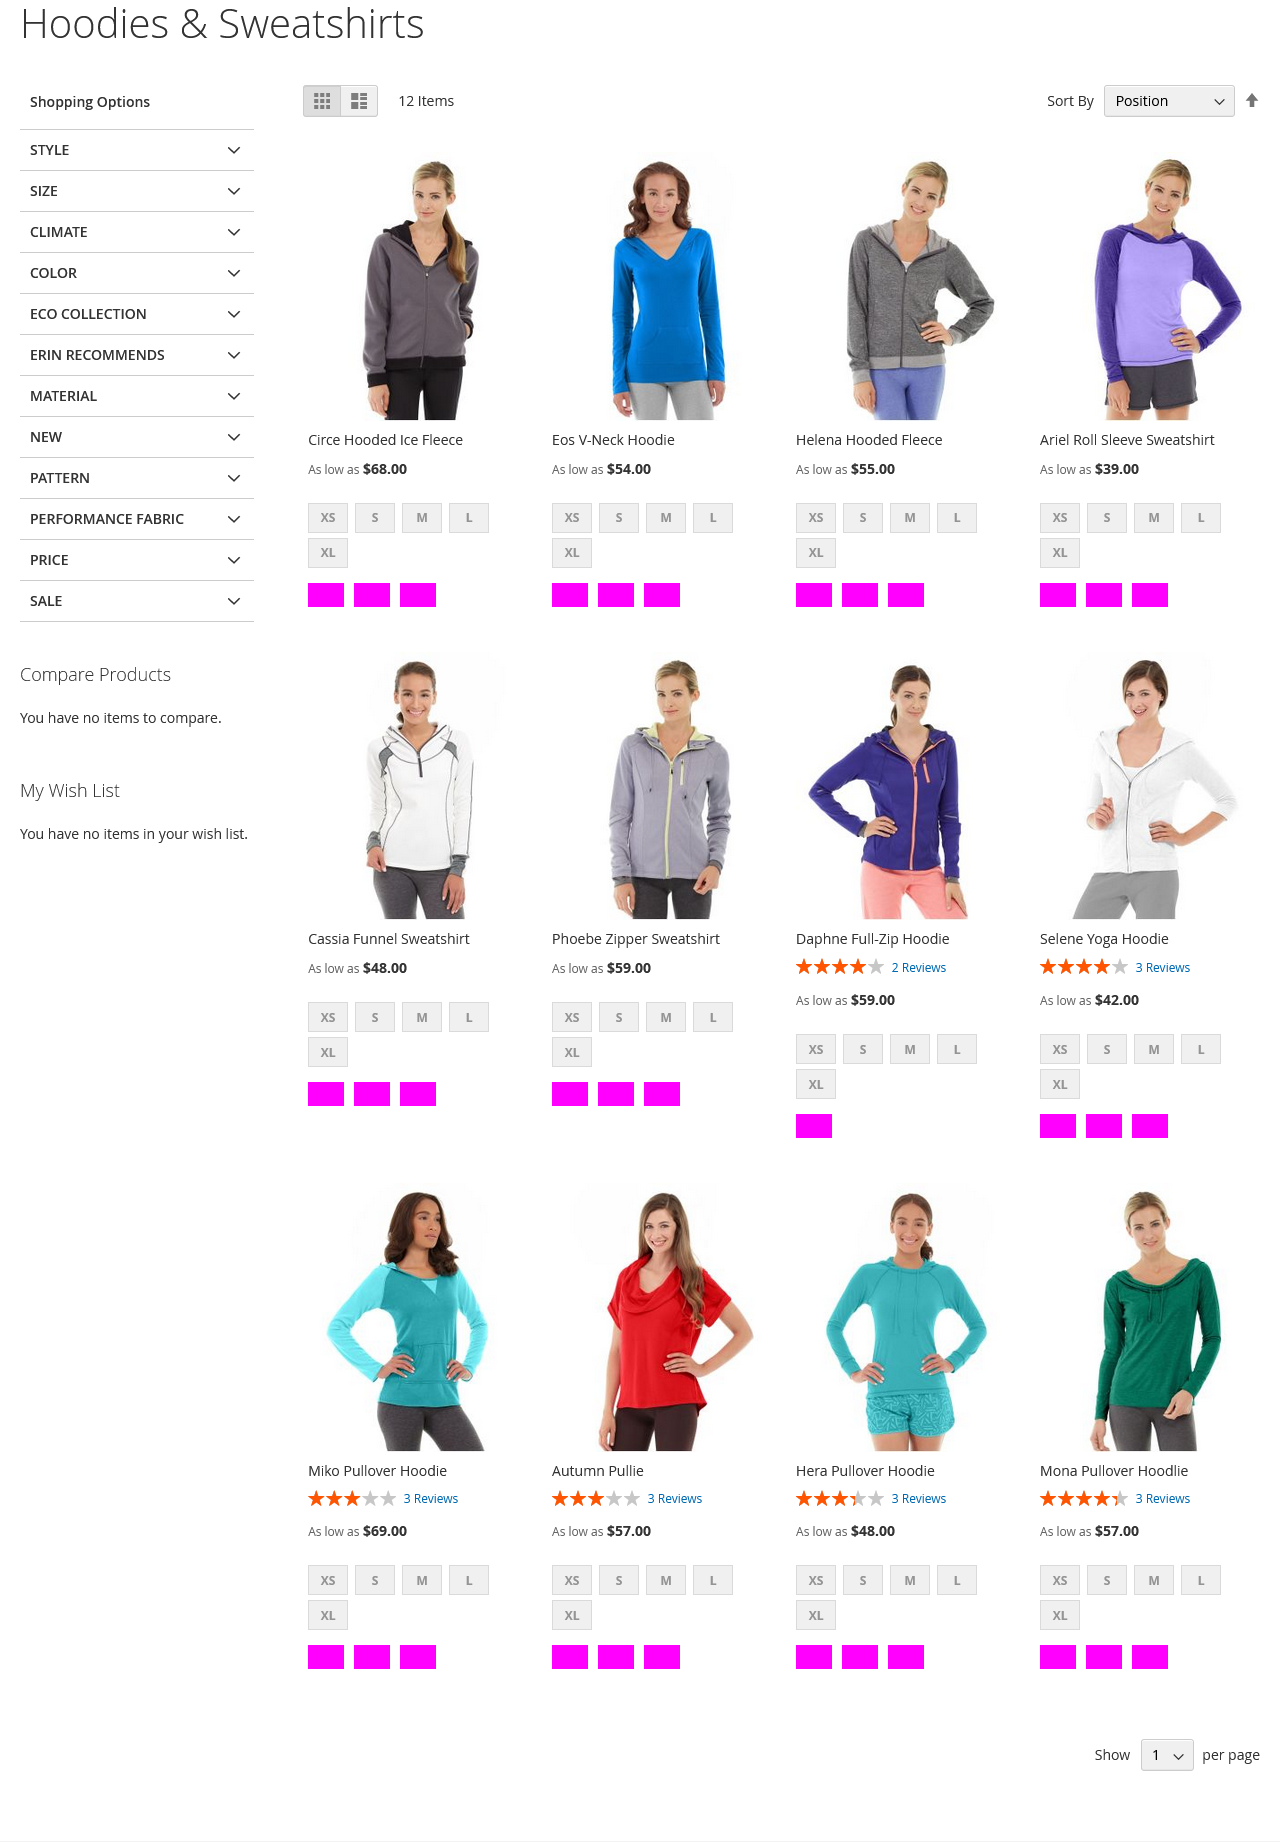 Hoodies & Sweatshirts
Shopping Options
STYLE
SIZE
CLIMATE
COLOR
ECO COLLECTION
ERIN RECOMMENDS
MATERIAL
NEW
PATTERN
PERFORMANCE FABRIC
PRICE
SALE
Compare Products
You have no items to compare.
My Wish List
You have no items in your wish list.
12 Items
Sort By Position
Circe Hooded Ice Fleece
As low as $68.00
XS S M L
XL
Eos V-Neck Hoodie
As low as $54.00
XS S M L
XL
Helena Hooded Fleece
As low as $55.00
XS S M L
XL
Ariel Roll Sleeve Sweatshirt
As low as $39.00
XS S M L
XL
Cassia Funnel Sweatshirt
As low as $48.00
XS S M L
XL
Phoebe Zipper Sweatshirt
As low as $59.00
XS S M L
XL
Daphne Full-Zip Hoodie
2 Reviews
As low as $59.00
XS S M L
XL
Selene Yoga Hoodie
3 Reviews
As low as $42.00
XS S M L
XL
Miko Pullover Hoodie
3 Reviews
As low as $69.00
XS S M L
XL
Autumn Pullie
3 Reviews
As low as $57.00
XS S M L
XL
Hera Pullover Hoodie
3 Reviews
As low as $48.00
XS S M L
XL
Mona Pullover Hoodlie
3 Reviews
As low as $57.00
XS S M L
XL
Show 1 per page